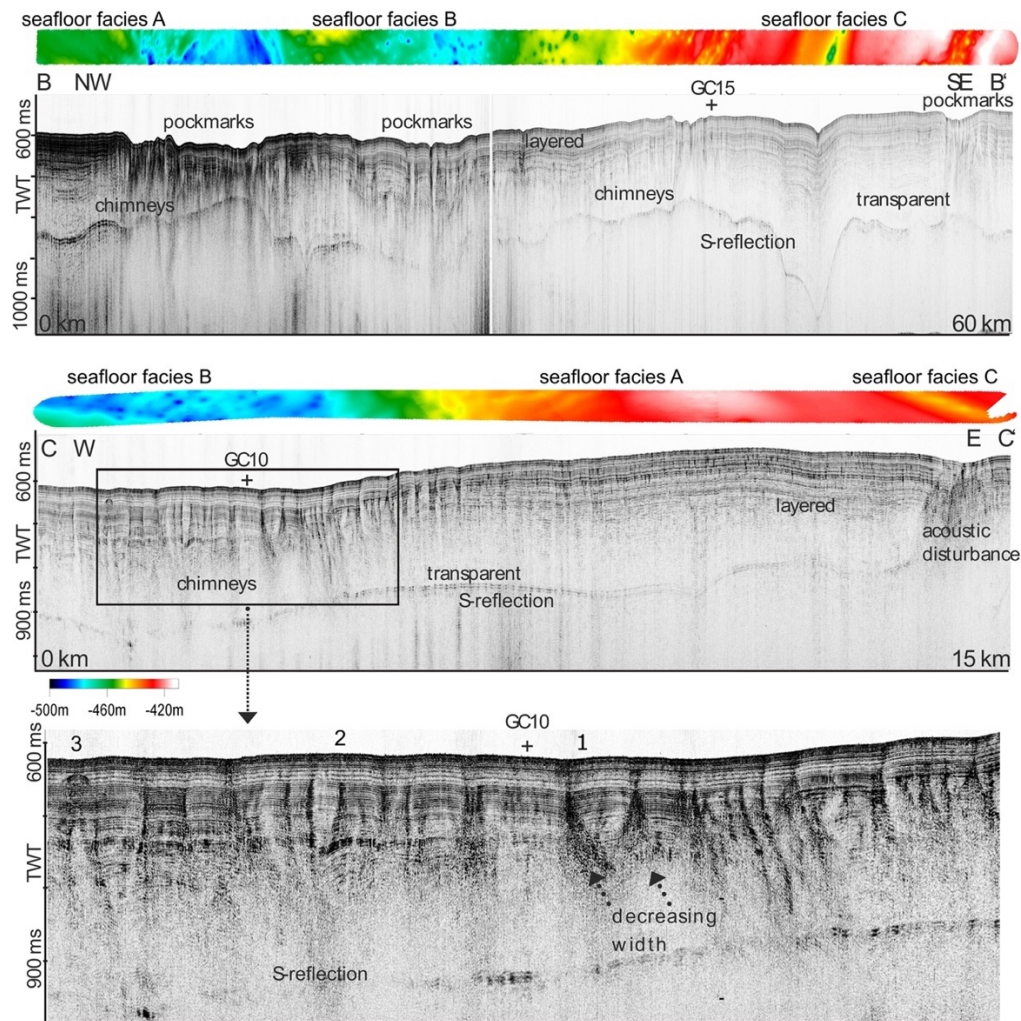 seafloor facies A seafloor facies B seafloor facies C
B NW GC15 SE B'
+
pockmarks pockmarks pockmarks
600 ms
layered
TWT
chimneys chimneys transparent
S-reflection
1000 ms
0 km 60 km
seafloor facies B seafloor facies A seafloor facies C
C W E C'
GC10
+
600 ms
layered
TWT
acoustic
disturbance
chimneys transparent
S-reflection
900 ms
0 km 15 km
-500m -460m -420m
GC10
+
3 2 1
600 ms
TWT
decreasing
width
900 ms
S-reflection